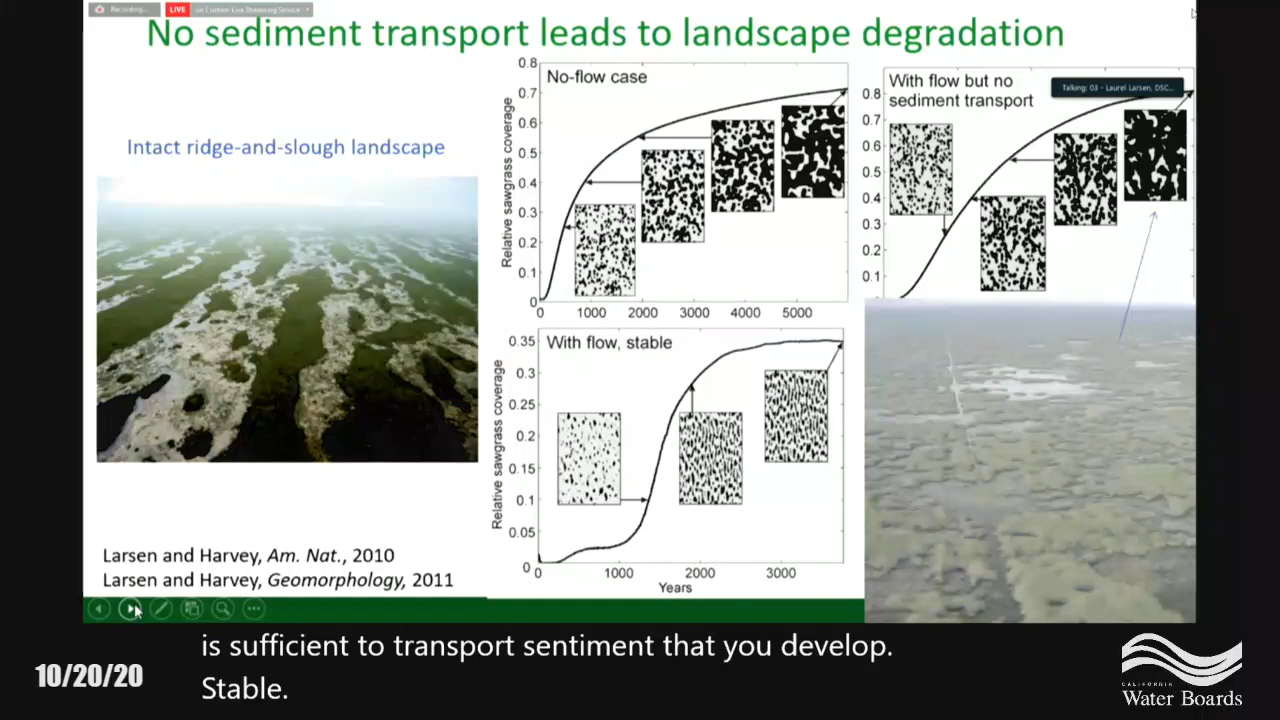 Recording...
LIVE on Custom Live Streaming Service
No sediment transport leads to landscape degradation
Intact ridge-and-slough landscape
Larsen and Harvey, Am. Nat., 2010
Larsen and Harvey, Geomorphology, 2011
No-flow case
Relative sawgrass coverage
0.8
0.7
0.6
0.5
0.4
0.3
0.2
0.1
0
0 1000 2000 3000 4000 5000
With flow but no
sediment transport
Talking: 03 - Laurel Larsen, DSC...
0.8
0.7
0.6
0.5
0.4
0.3
0.2
0.1
With flow, stable
Relative sawgrass coverage
0.35
0.3
0.25
0.2
0.15
0.1
0.05
0
0 1000 2000 3000
Years
is sufficient to transport sentiment that you develop.
Stable.
10/20/20
CALIFORNIA
Water Boards